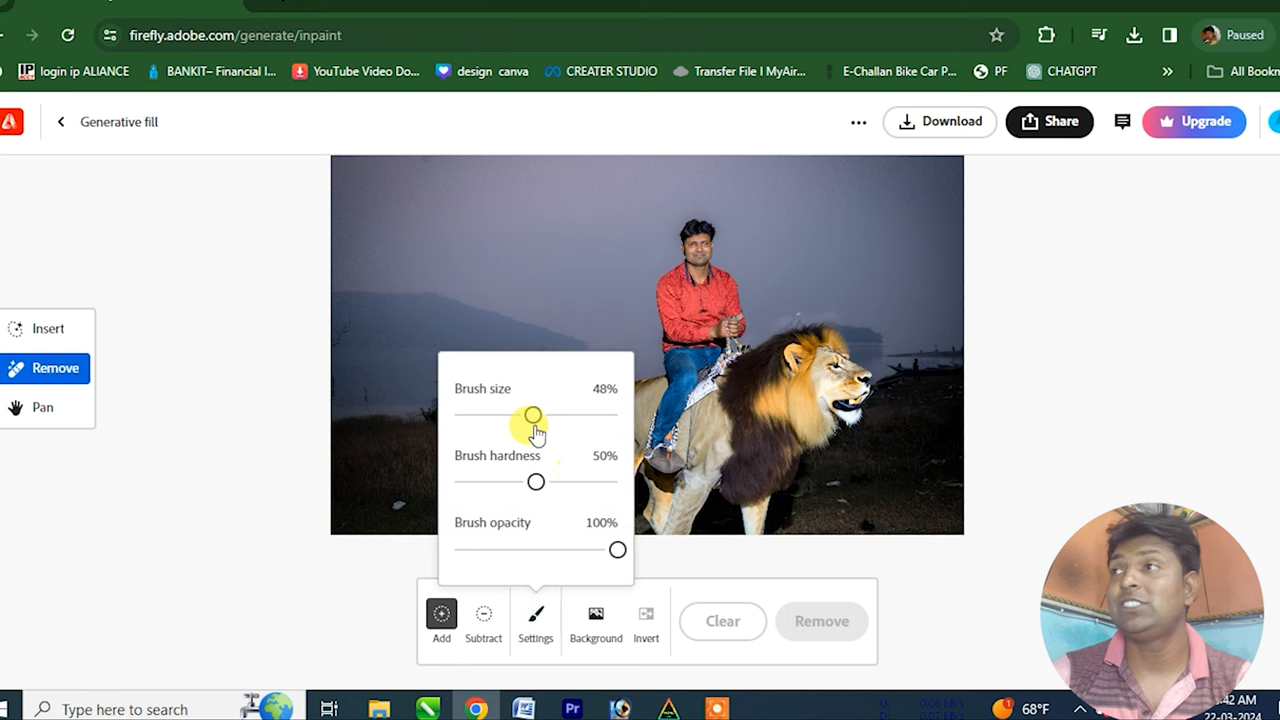 firefly.adobe.com/generate/inpaint
Paused
login ip ALIANCE
BANKIT– Financial I...
YouTube Video Do...
design canva
CREATER STUDIO
Transfer File I MyAir...
E-Challan Bike Car P...
PF
CHATGPT
»
All Bookm
Generative fill
Download
Share
Upgrade
Insert
Remove
Pan
Brush size 48%
Brush hardness 50%
Brush opacity 100%
Add
Subtract
Settings
Background
Invert
Clear
Remove
Type here to search
68°F
:42 AM
22-03-2024